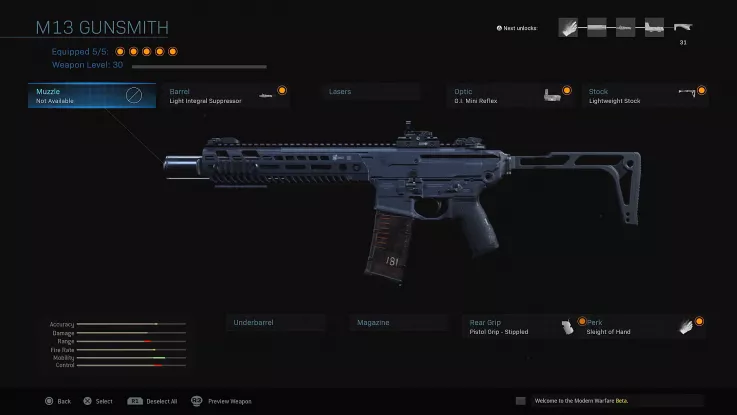 M13 GUNSMITH
Next unlocks:
31
Equipped 5/5:
Weapon Level: 30
Muzzle
Not Available
Barrel
Light Integral Suppressor
Lasers
Optic
G.I. Mini Reflex
Stock
Lightweight Stock
Underbarrel
Magazine
Rear Grip
Pistol Grip - Stippled
Perk
Sleight of Hand
Accuracy
Damage
Range
Fire Rate
Mobility
Control
Back
Select
R1 Deselect All
Preview Weapon
Welcome to the Modern Warfare Beta.